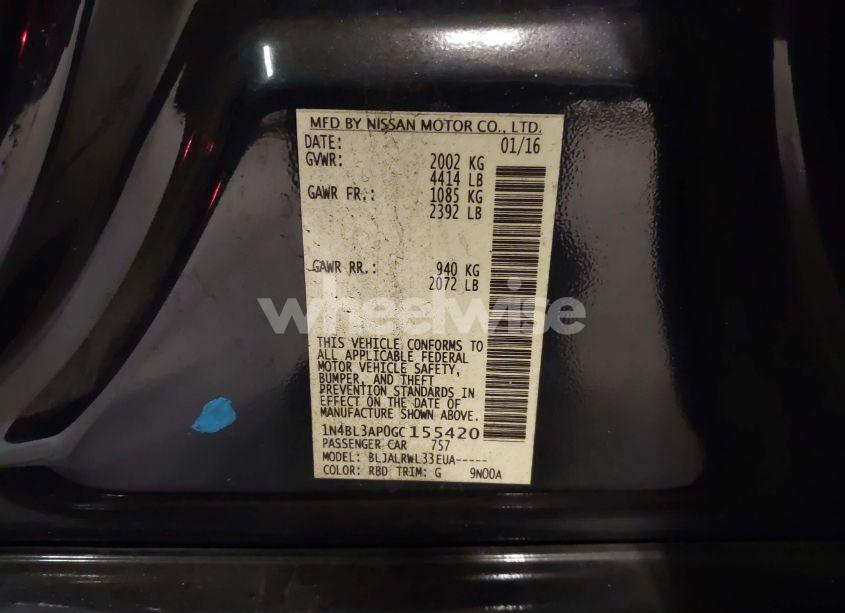 MFD BY NISSAN MOTOR CO., LTD.
DATE: 01/16
GVWR: 2002 KG
4414 LB
GAWR FR.: 1085 KG
2392 LB
GAWR RR.: 940 KG
2072 LB
wheelwise
THIS VEHICLE CONFORMS TO
ALL APPLICABLE FEDERAL
MOTOR VEHICLE SAFETY,
BUMPER, AND THEFT
PREVENTION STANDARDS IN
EFFECT ON THE DATE OF
MANUFACTURE SHOWN ABOVE.
1N4BL3AP0GC155420
PASSENGER CAR 757
MODEL: BLJALRWL33EUA-----
COLOR: RBD TRIM: G 9N00A